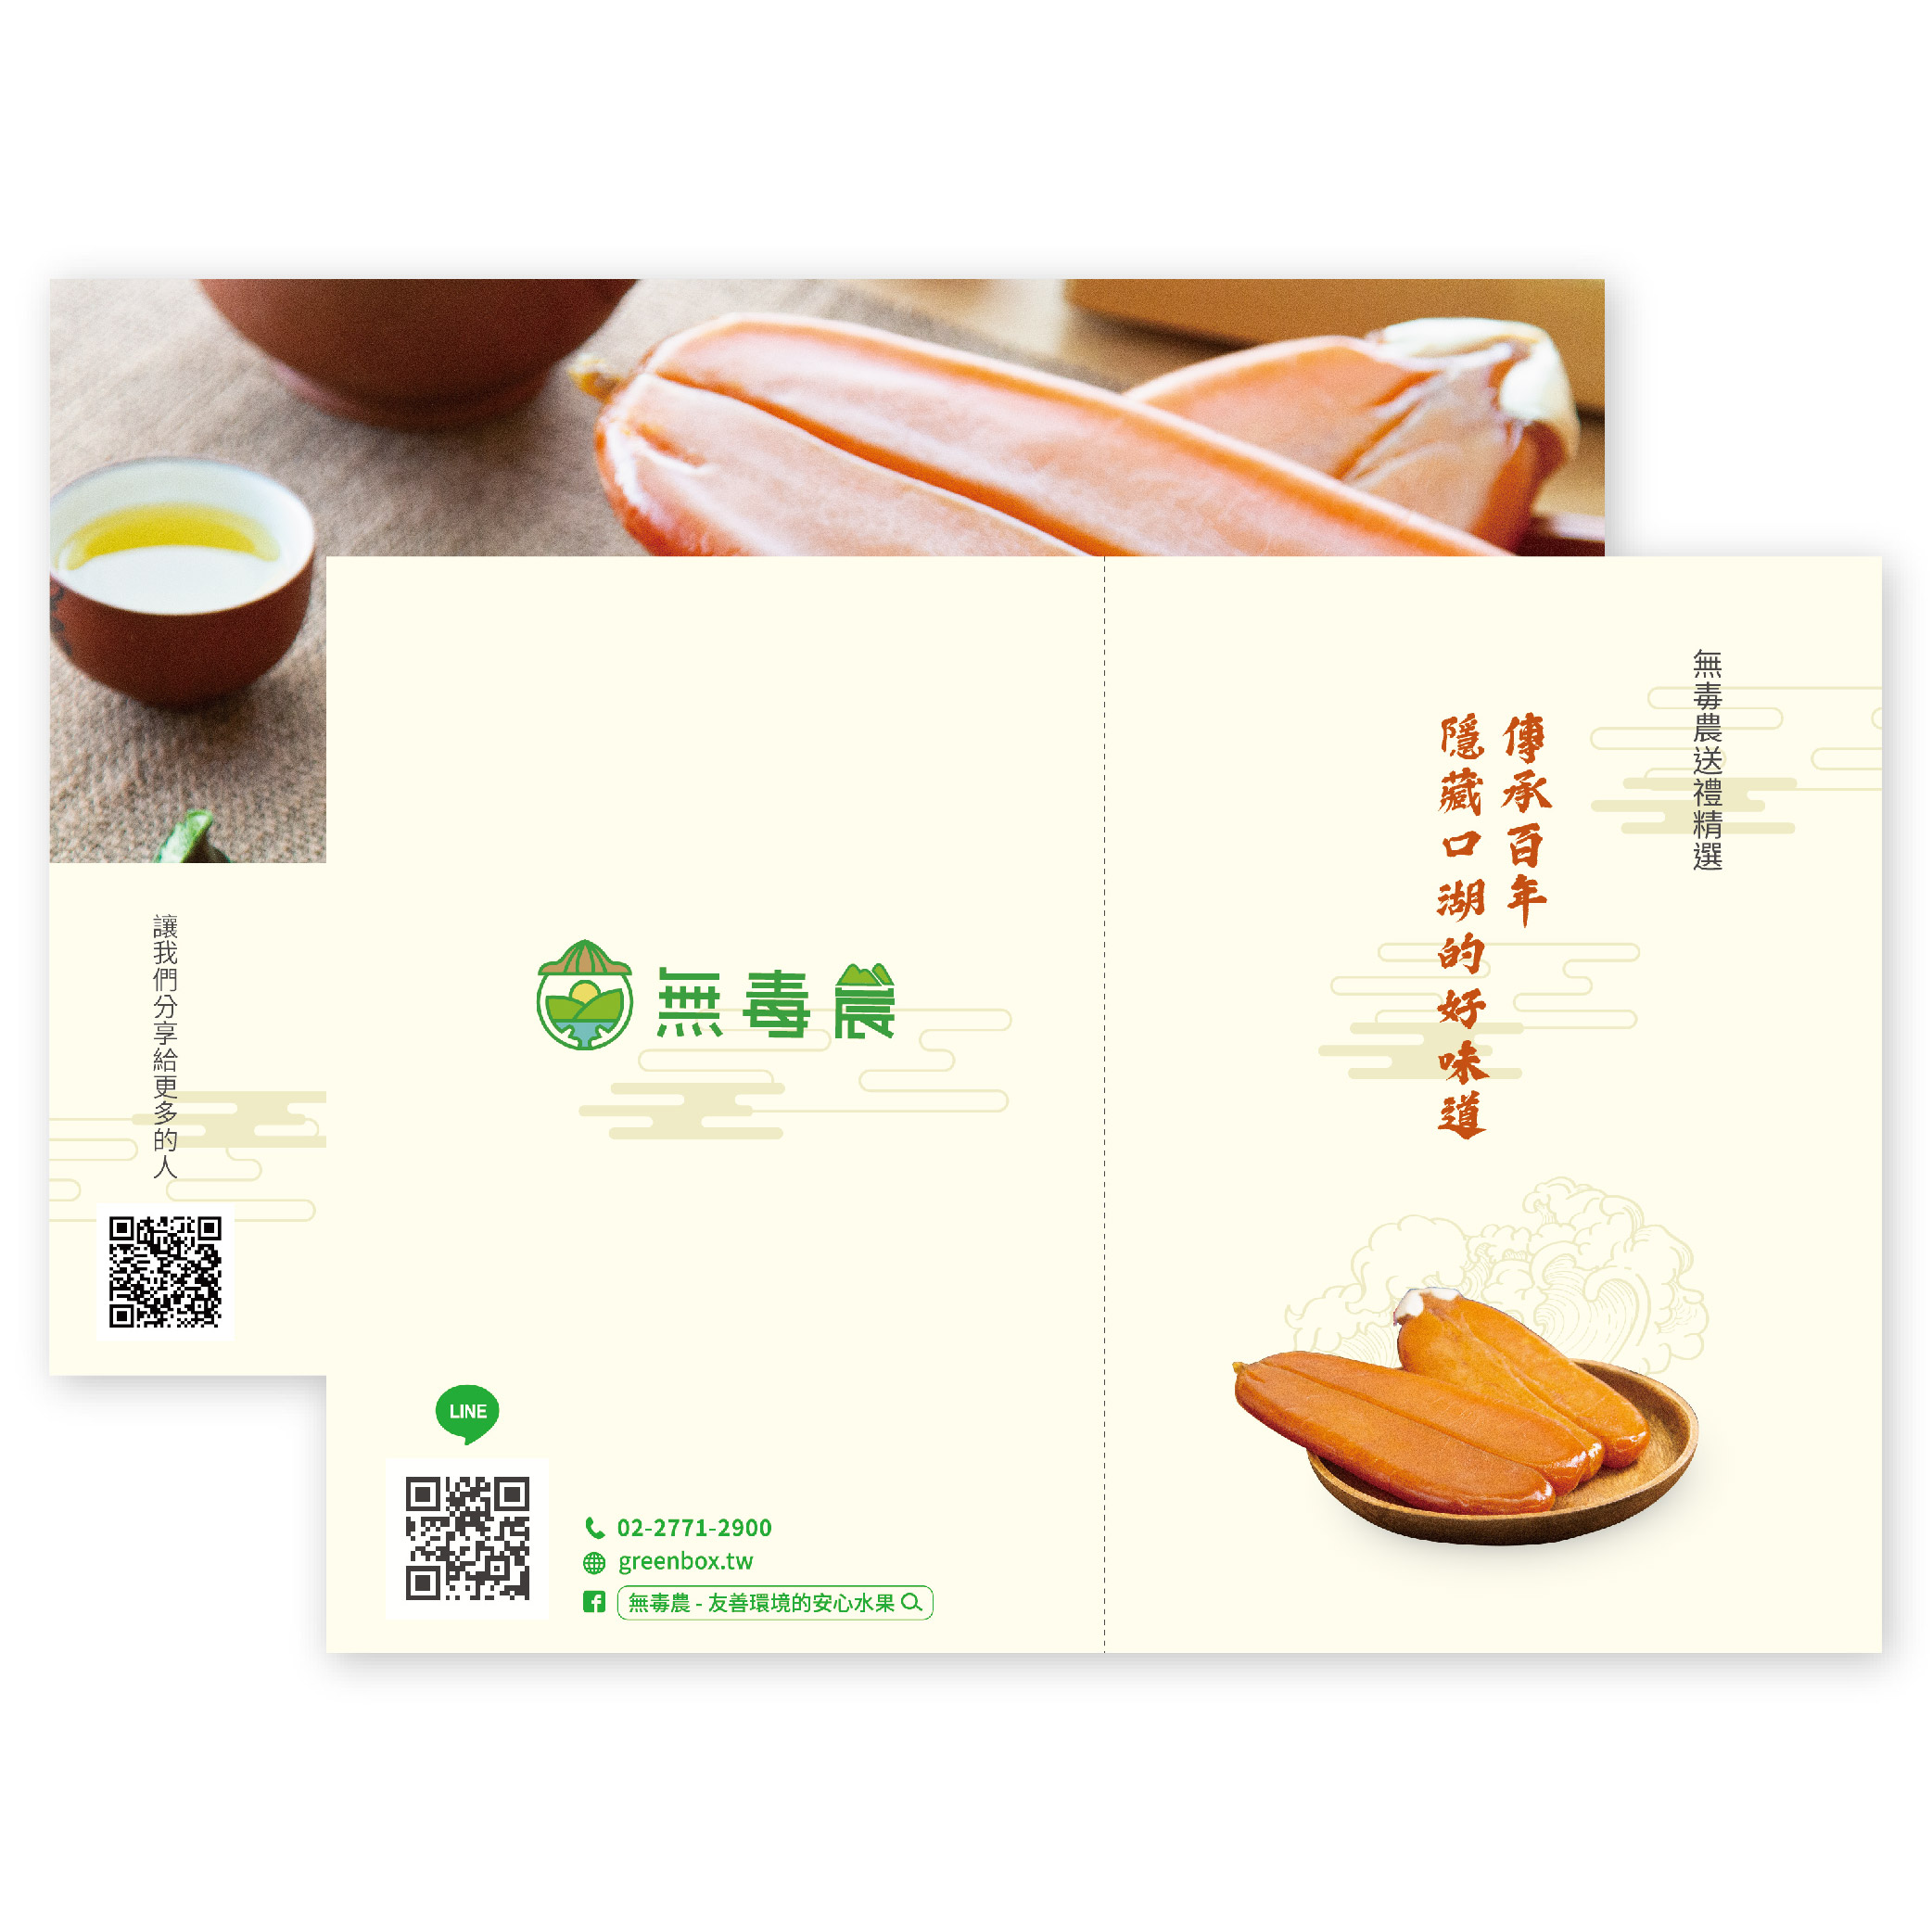 無毒農送禮精選
傳承百年
隱藏口湖的好味道
無毒農
讓我們分享給更多的人
LINE
02-2771-2900
greenbox.tw
無毒農 - 友善環境的安心水果